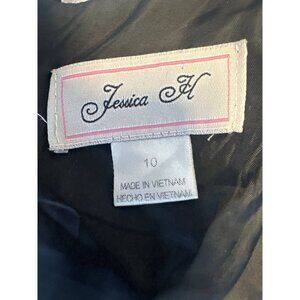 Jessica H
10
MADE IN VIETNAM
HECHO EN VIETNAM